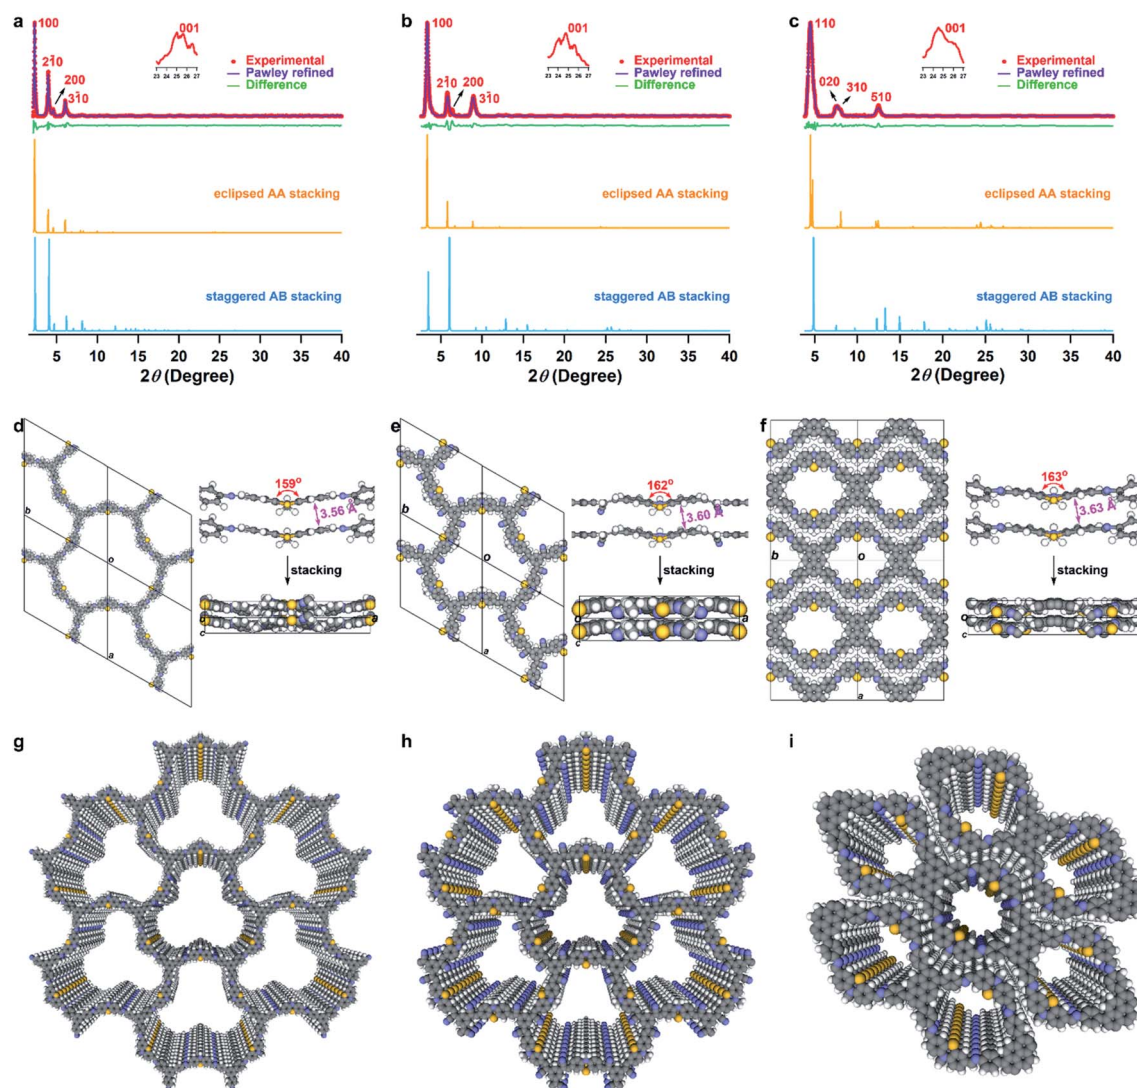 a
100
21̄0
200
3̄10
001
23 24 25 26 27
Experimental
Pawley refined
Difference
eclipsed AA stacking
staggered AB stacking
5 10 15 20 25 30 35 40
2θ (Degree)
b
100
21̄0
200
3̄10
001
23 24 25 26 27
Experimental
Pawley refined
Difference
eclipsed AA stacking
staggered AB stacking
5 10 15 20 25 30 35 40
2θ (Degree)
c
110
020
310
510
001
23 24 25 26 27
Experimental
Pawley refined
Difference
eclipsed AA stacking
staggered AB stacking
5 10 15 20 25 30 35 40
2θ (Degree)
d
b
o
a
159°
3.56 Å
stacking
a
c
e
b
o
a
162°
3.60 Å
stacking
o
a
c
f
b
o
a
163°
3.63 Å
stacking
o
c
g
h
i